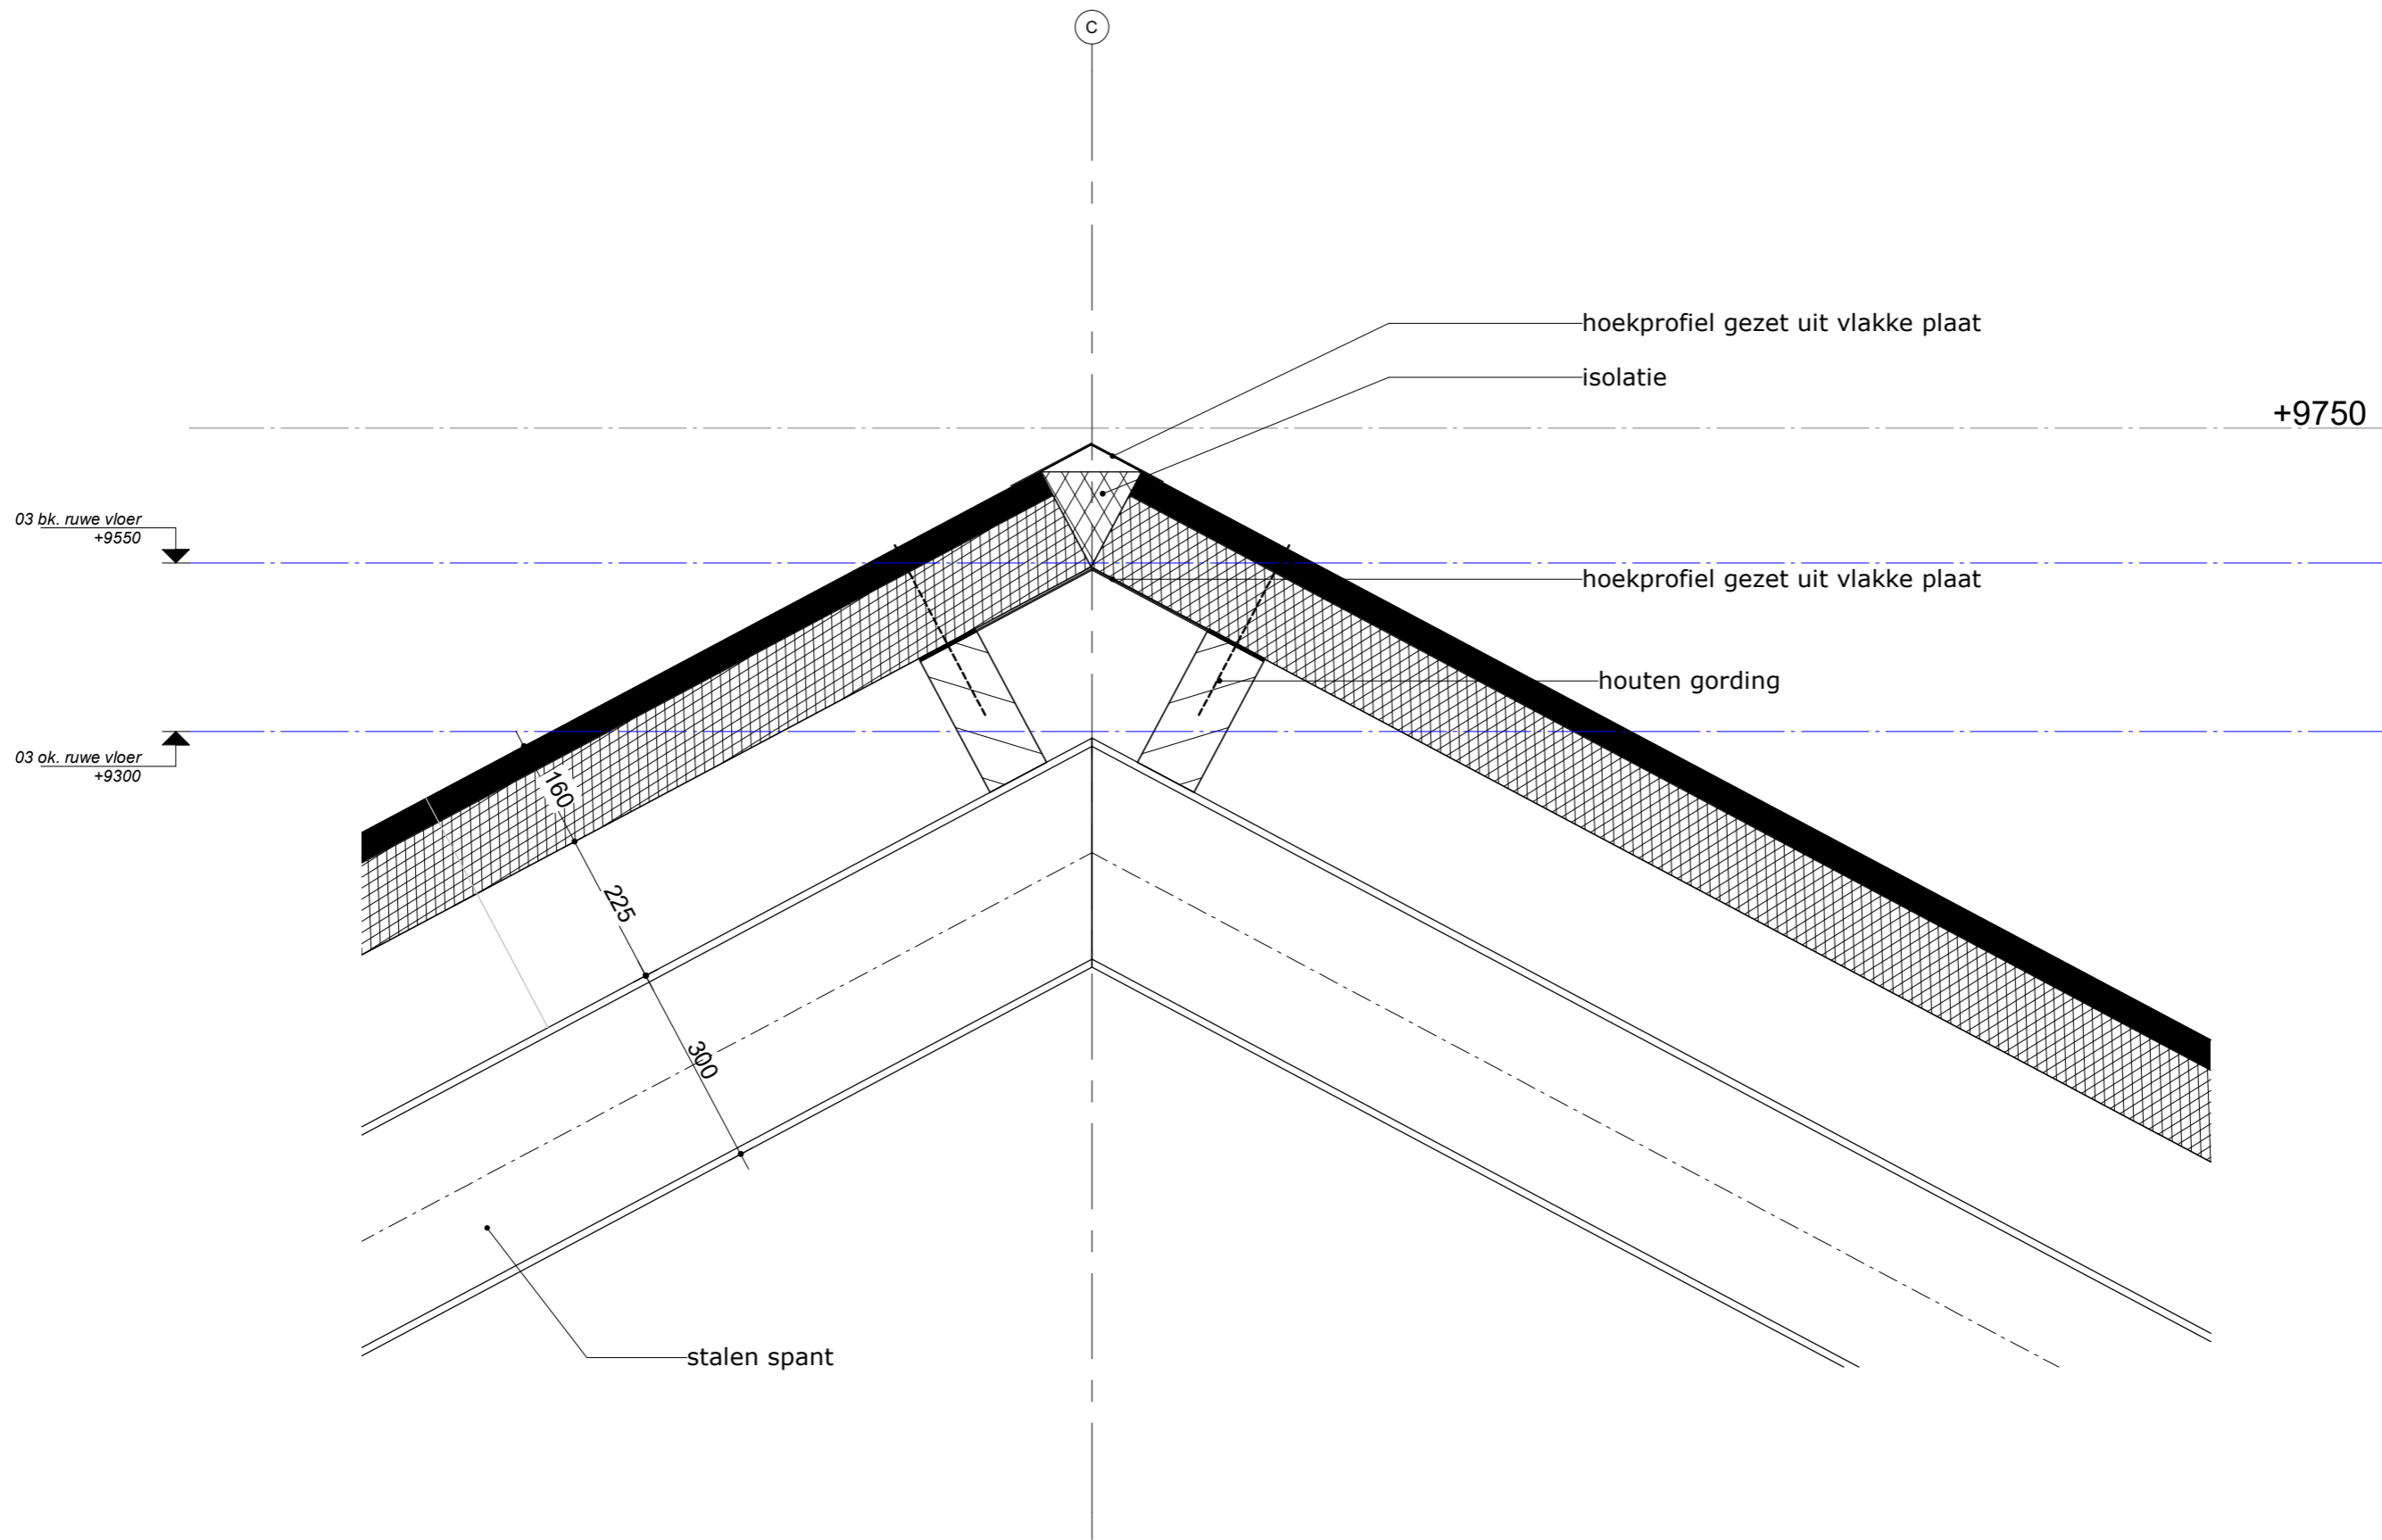 C
hoekprofiel gezet uit vlakke plaat
isolatie
+9750
03 bk. ruwe vloer
+9550
hoekprofiel gezet uit vlakke plaat
houten gording
03 ok. ruwe vloer
+9300
160
225
300
stalen spant